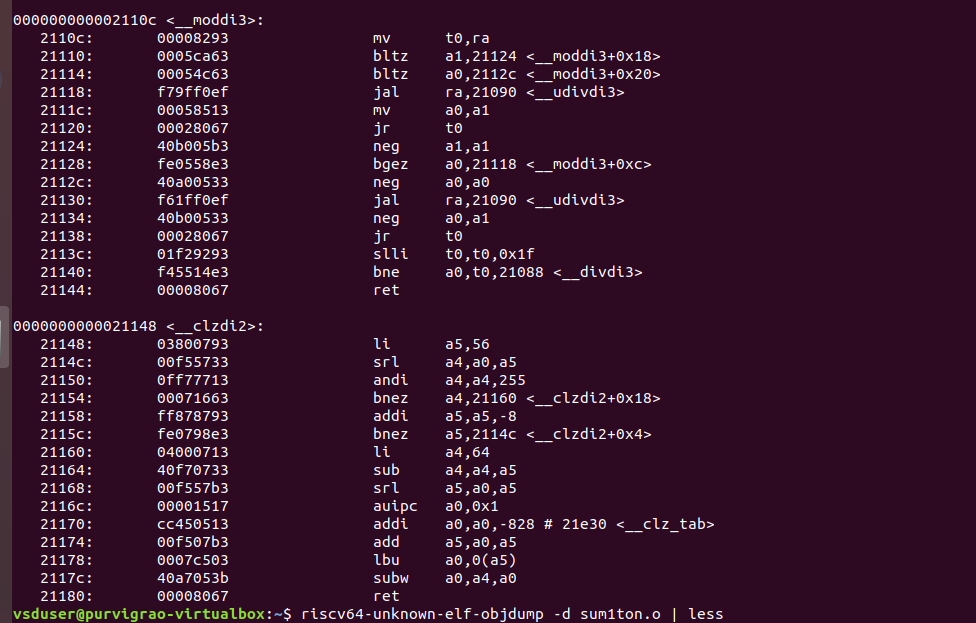 000000000002110c <__moddi3>:
   2110c:	00008293          	mv	t0,ra
   21110:	0005ca63          	bltz	a1,21124 <__moddi3+0x18>
   21114:	00054c63          	bltz	a0,2112c <__moddi3+0x20>
   21118:	f79ff0ef          	jal	ra,21090 <__udivdi3>
   2111c:	00058513          	mv	a0,a1
   21120:	00028067          	jr	t0
   21124:	40b005b3          	neg	a1,a1
   21128:	fe0558e3          	bgez	a0,21118 <__moddi3+0xc>
   2112c:	40a00533          	neg	a0,a0
   21130:	f61ff0ef          	jal	ra,21090 <__udivdi3>
   21134:	40b00533          	neg	a0,a1
   21138:	00028067          	jr	t0
   2113c:	01f29293          	slli	t0,t0,0x1f
   21140:	f45514e3          	bne	a0,t0,21088 <__divdi3>
   21144:	00008067          	ret
0000000000021148 <__clzdi2>:
   21148:	03800793          	li	a5,56
   2114c:	00f55733          	srl	a4,a0,a5
   21150:	0ff77713          	andi	a4,a4,255
   21154:	00071663          	bnez	a4,21160 <__clzdi2+0x18>
   21158:	ff878793          	addi	a5,a5,-8
   2115c:	fe0798e3          	bnez	a5,2114c <__clzdi2+0x4>
   21160:	04000713          	li	a4,64
   21164:	40f70733          	sub	a4,a4,a5
   21168:	00f557b3          	srl	a5,a0,a5
   2116c:	00001517          	auipc	a0,0x1
   21170:	cc450513          	addi	a0,a0,-828 # 21e30 <__clz_tab>
   21174:	00f507b3          	add	a5,a0,a5
   21178:	0007c503          	lbu	a0,0(a5)
   2117c:	40a7053b          	subw	a0,a4,a0
   21180:	00008067          	ret
vsduser@purvigrao-virtualbox:~$ riscv64-unknown-elf-objdump -d sum1ton.o | less